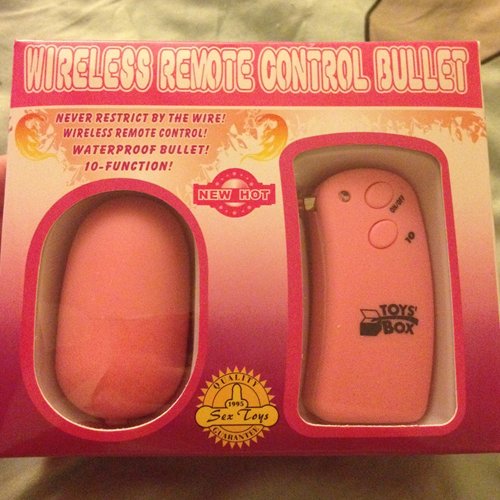 WIRELESS REMOTE CONTROL BULLET
NEVER RESTRICT BY THE WIRE!
WIRELESS REMOTE CONTROL!
WATERPROOF BULLET!
10-FUNCTION!
NEW HOT
ON/OFF
10
TOYS'
BOX
QUALITY
1995
Sex Toys
GUARANTEE